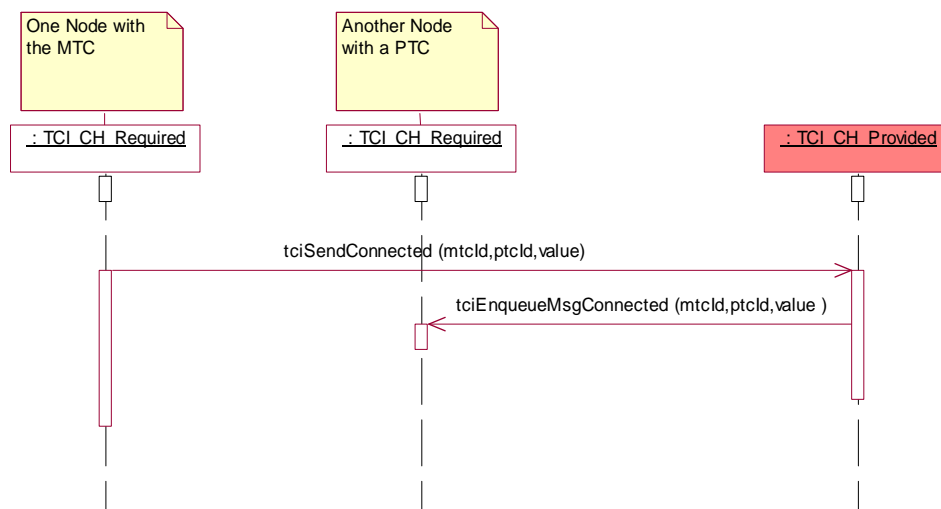 One Node with
the MTC
Another Node
with a PTC
: TCI_CH_Required
: TCI_CH_Required
: TCI_CH_Provided
tciSendConnected (mtcId,ptcId,value)
tciEnqueueMsgConnected (mtcId,ptcId,value )